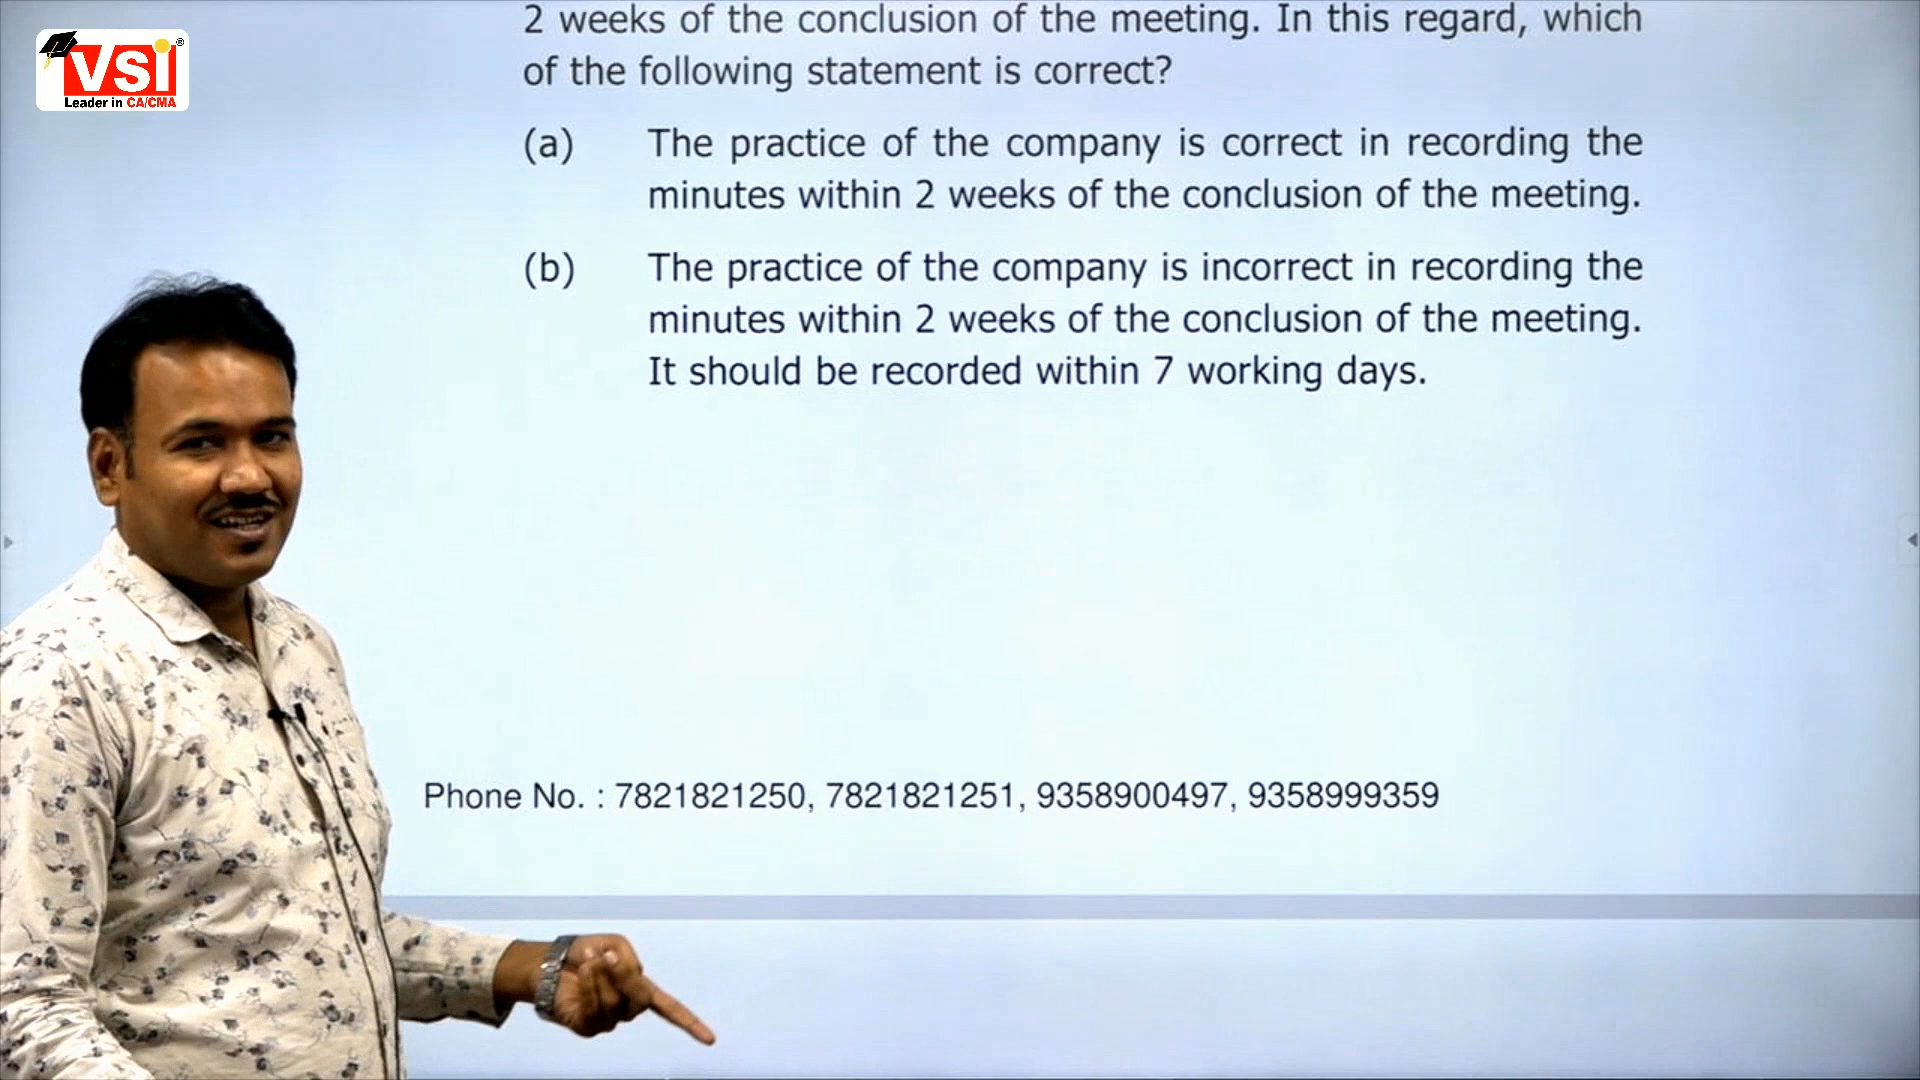 VSI
®
Leader in CA/CMA
2 weeks of the conclusion of the meeting. In this regard, which
of the following statement is correct?
(a) The practice of the company is correct in recording the
minutes within 2 weeks of the conclusion of the meeting.
(b) The practice of the company is incorrect in recording the
minutes within 2 weeks of the conclusion of the meeting.
It should be recorded within 7 working days.
Phone No. : 7821821250, 7821821251, 9358900497, 9358999359